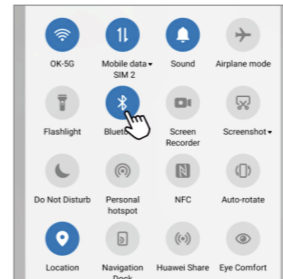 OK-5G
Mobile data
SIM 2
Sound
Airplane mode
Flashlight
Bluet
Screen
Recorder
Screenshot
Do Not Disturb
Personal
hotspot
NFC
Auto-rotate
Location
Navigation
Dock
Huawei Share
Eye Comfort